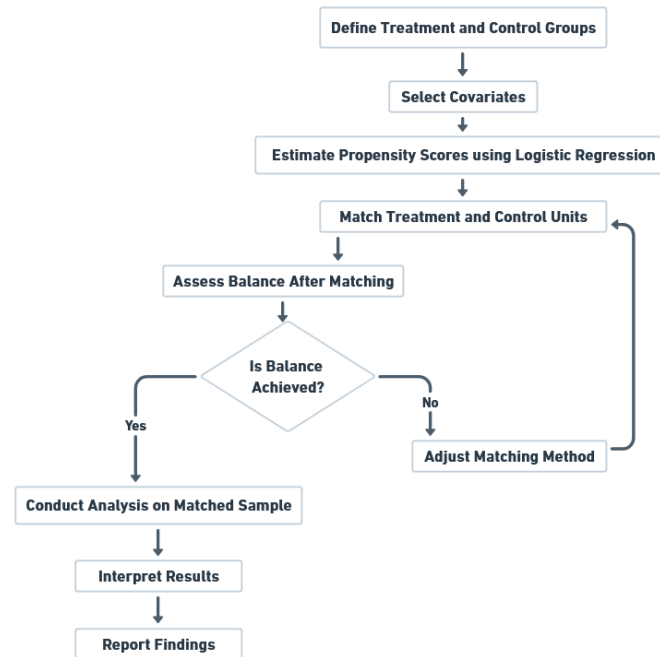 Define Treatment and Control Groups
Select Covariates
Estimate Propensity Scores using Logistic Regression
Match Treatment and Control Units
Assess Balance After Matching
Is Balance
Achieved?
No
Yes
Adjust Matching Method
Conduct Analysis on Matched Sample
Interpret Results
Report Findings